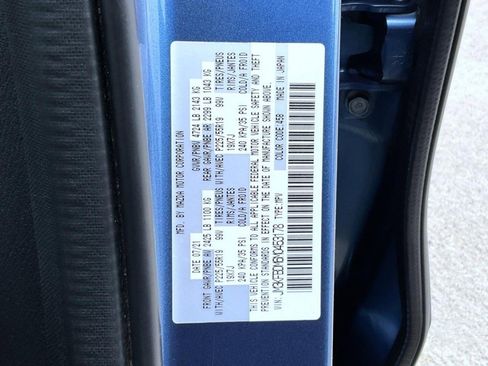 MFD. BY MAZDA MOTOR CORPORATION
DATE 07/21 GVWR/PNBV 4724 LB 2143 KG
FRONT GAWR/PNBE AV 2425 LB 1100 KG REAR GAWR/PNBE AR 2299 LB 1043 KG
WITH/AVEC P225/55R19 99V TIRES/PNEUS WITH/AVEC P225/55R19 99V TIRES/PNEUS
19X7J RIMS/JANTES 19X7J RIMS/JANTES
240 KPA/35 PSI COLD/A FROID 240 KPA/35 PSI COLD/A FROID
THIS VEHICLE CONFORMS TO ALL APPLICABLE FEDERAL MOTOR VEHICLE SAFETY AND THEFT
PREVENTION STANDARDS IN EFFECT ON THE DATE OF MANUFACTURE SHOWN ABOVE.
COLOR CODE: 45B MADE IN JAPAN
VIN: TYPE: MPV